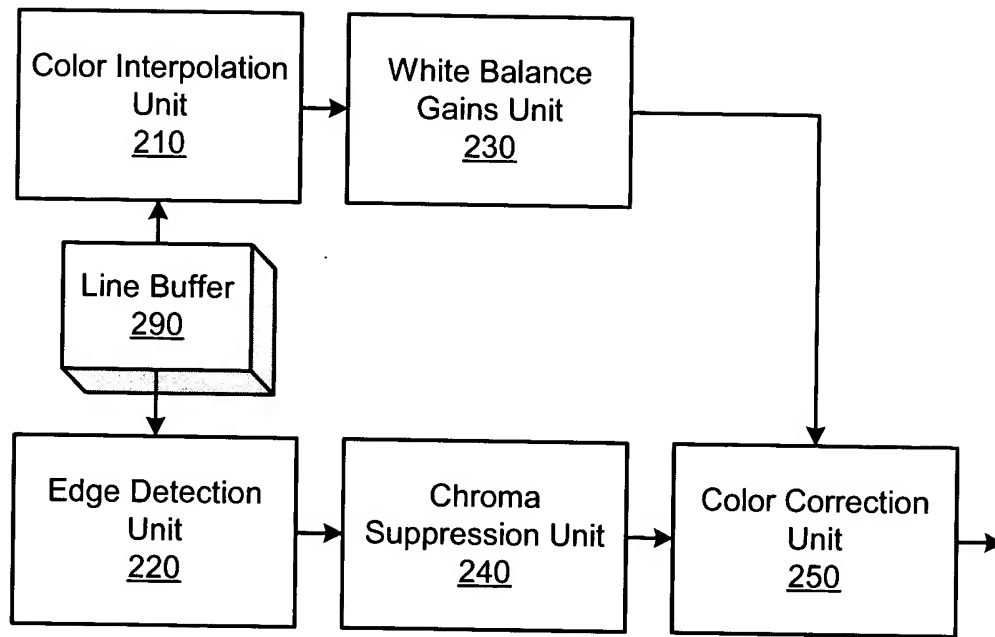 Color Interpolation
Unit
210
White Balance
Gains Unit
230
Line Buffer
290
Edge Detection
Unit
220
Chroma
Suppression Unit
240
Color Correction
Unit
250